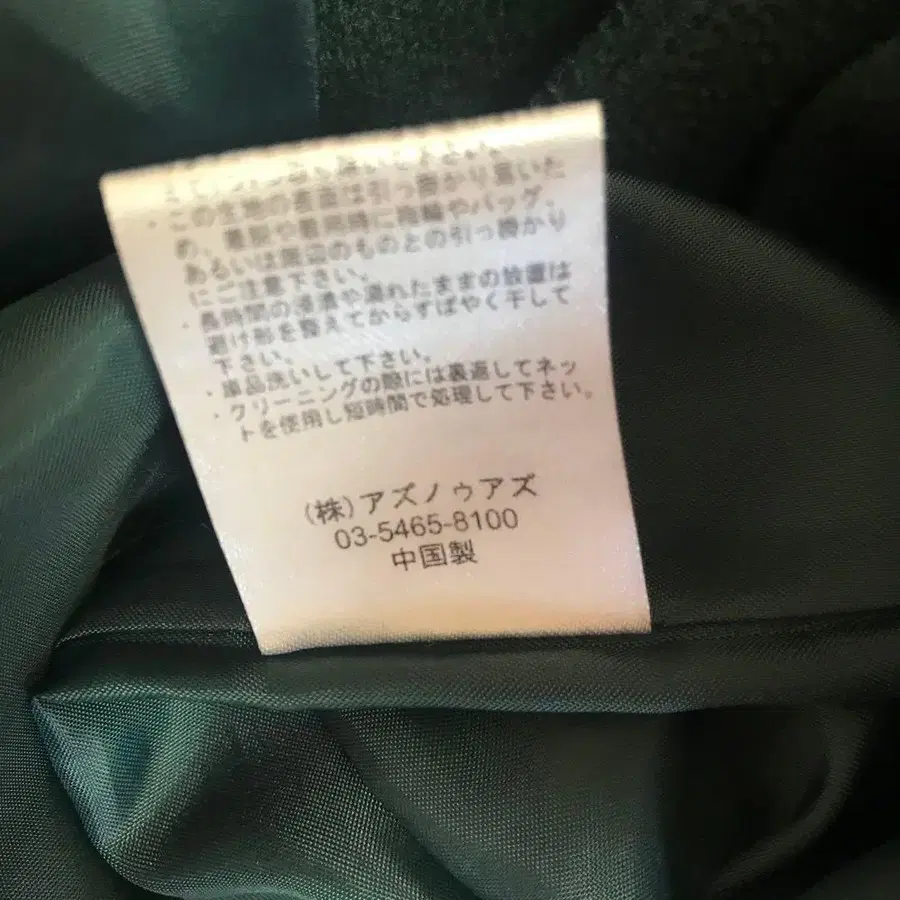 ・この生地の表面は引っ掛かり易いた
め、着脱や着用時に指輪やバッグ、
あるいは周辺のものとの引っ掛かり
にご注意下さい。
・長時間の浸漬や濡れたままの放置は
避け形を整えてからすばやく干して
下さい。
・単品洗いして下さい。
・クリーニングの際には裏返してネッ
トを使用し短時間で処理して下さい。
(株)アズノゥアズ
03-5465-8100
中国製